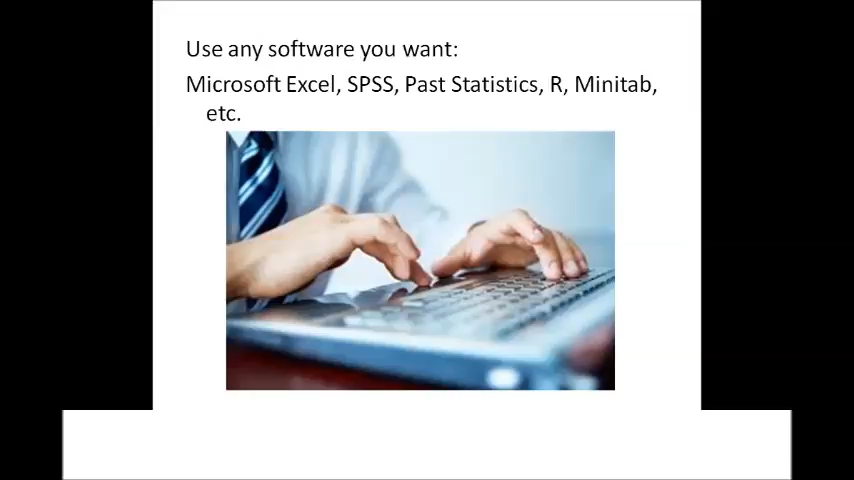 Use any software you want:
Microsoft Excel, SPSS, Past Statistics, R, Minitab,
etc.